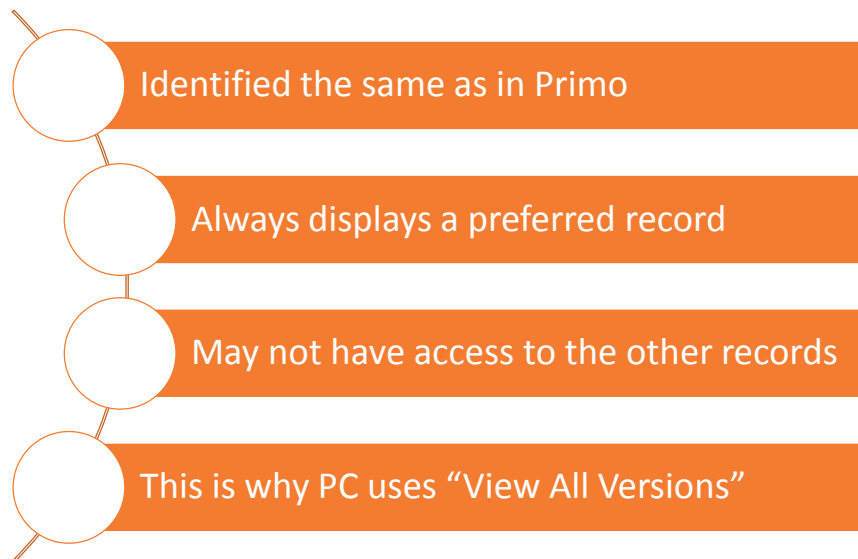 Identified the same as in Primo
Always displays a preferred record
May not have access to the other records
This is why PC uses “View All Versions”